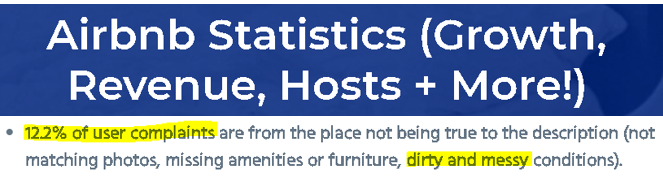 Airbnb Statistics (Growth,
Revenue, Hosts + More!)
• 12.2% of user complaints are from the place not being true to the description (not
matching photos, missing amenities or furniture, dirty and messy conditions).